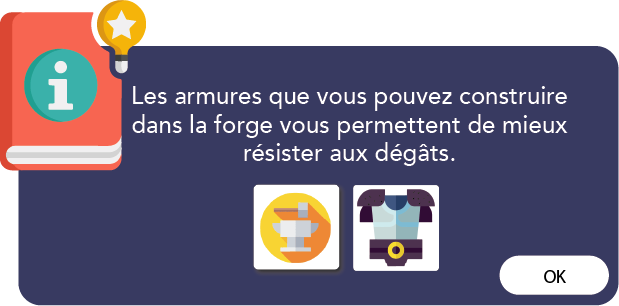 Les armures que vous pouvez construire
dans la forge vous permettent de mieux
résister aux dégâts.
OK